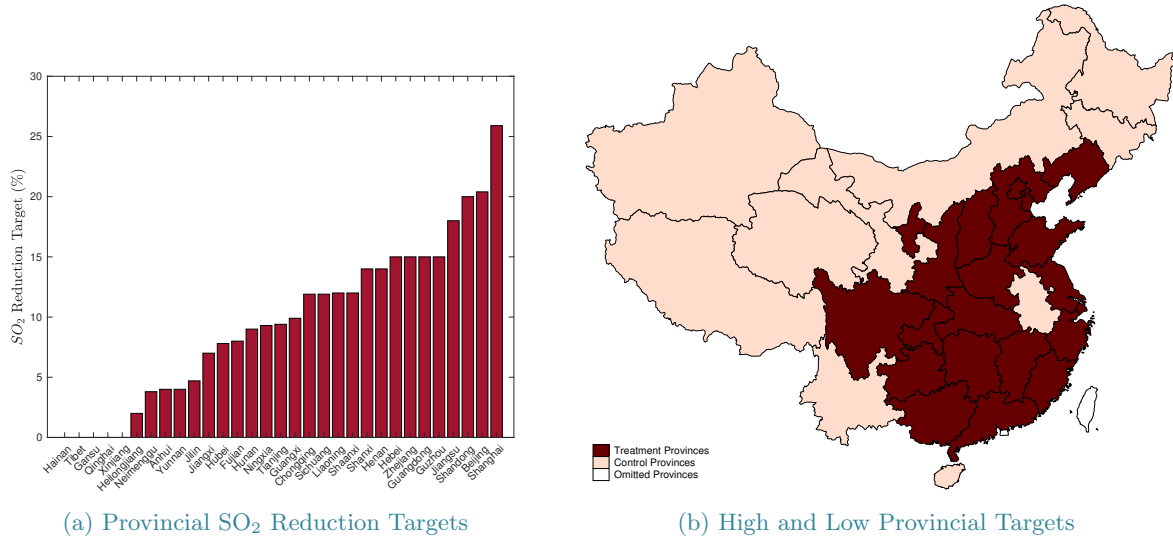 30
25
20
15
10
5
0
SO₂ Reduction Target (%)
Hainan
Tibet
Gansu
Qinghai
Xinjiang
Heilongjiang
Neimenggu
Anhui
Yunnan
Jilin
Jiangxi
Hubei
Fujian
Hunan
Ningxia
Tianjing
Guangxi
Chongqing
Sichuang
Liaoning
Shaanxi
Shanxi
Henan
Hebei
Zhejiang
Guangdong
Guzhou
Jiangsu
Shandong
Beijing
Shanghai
(a) Provincial SO₂ Reduction Targets
Treatment Provinces
Control Provinces
Omitted Provinces
(b) High and Low Provincial Targets